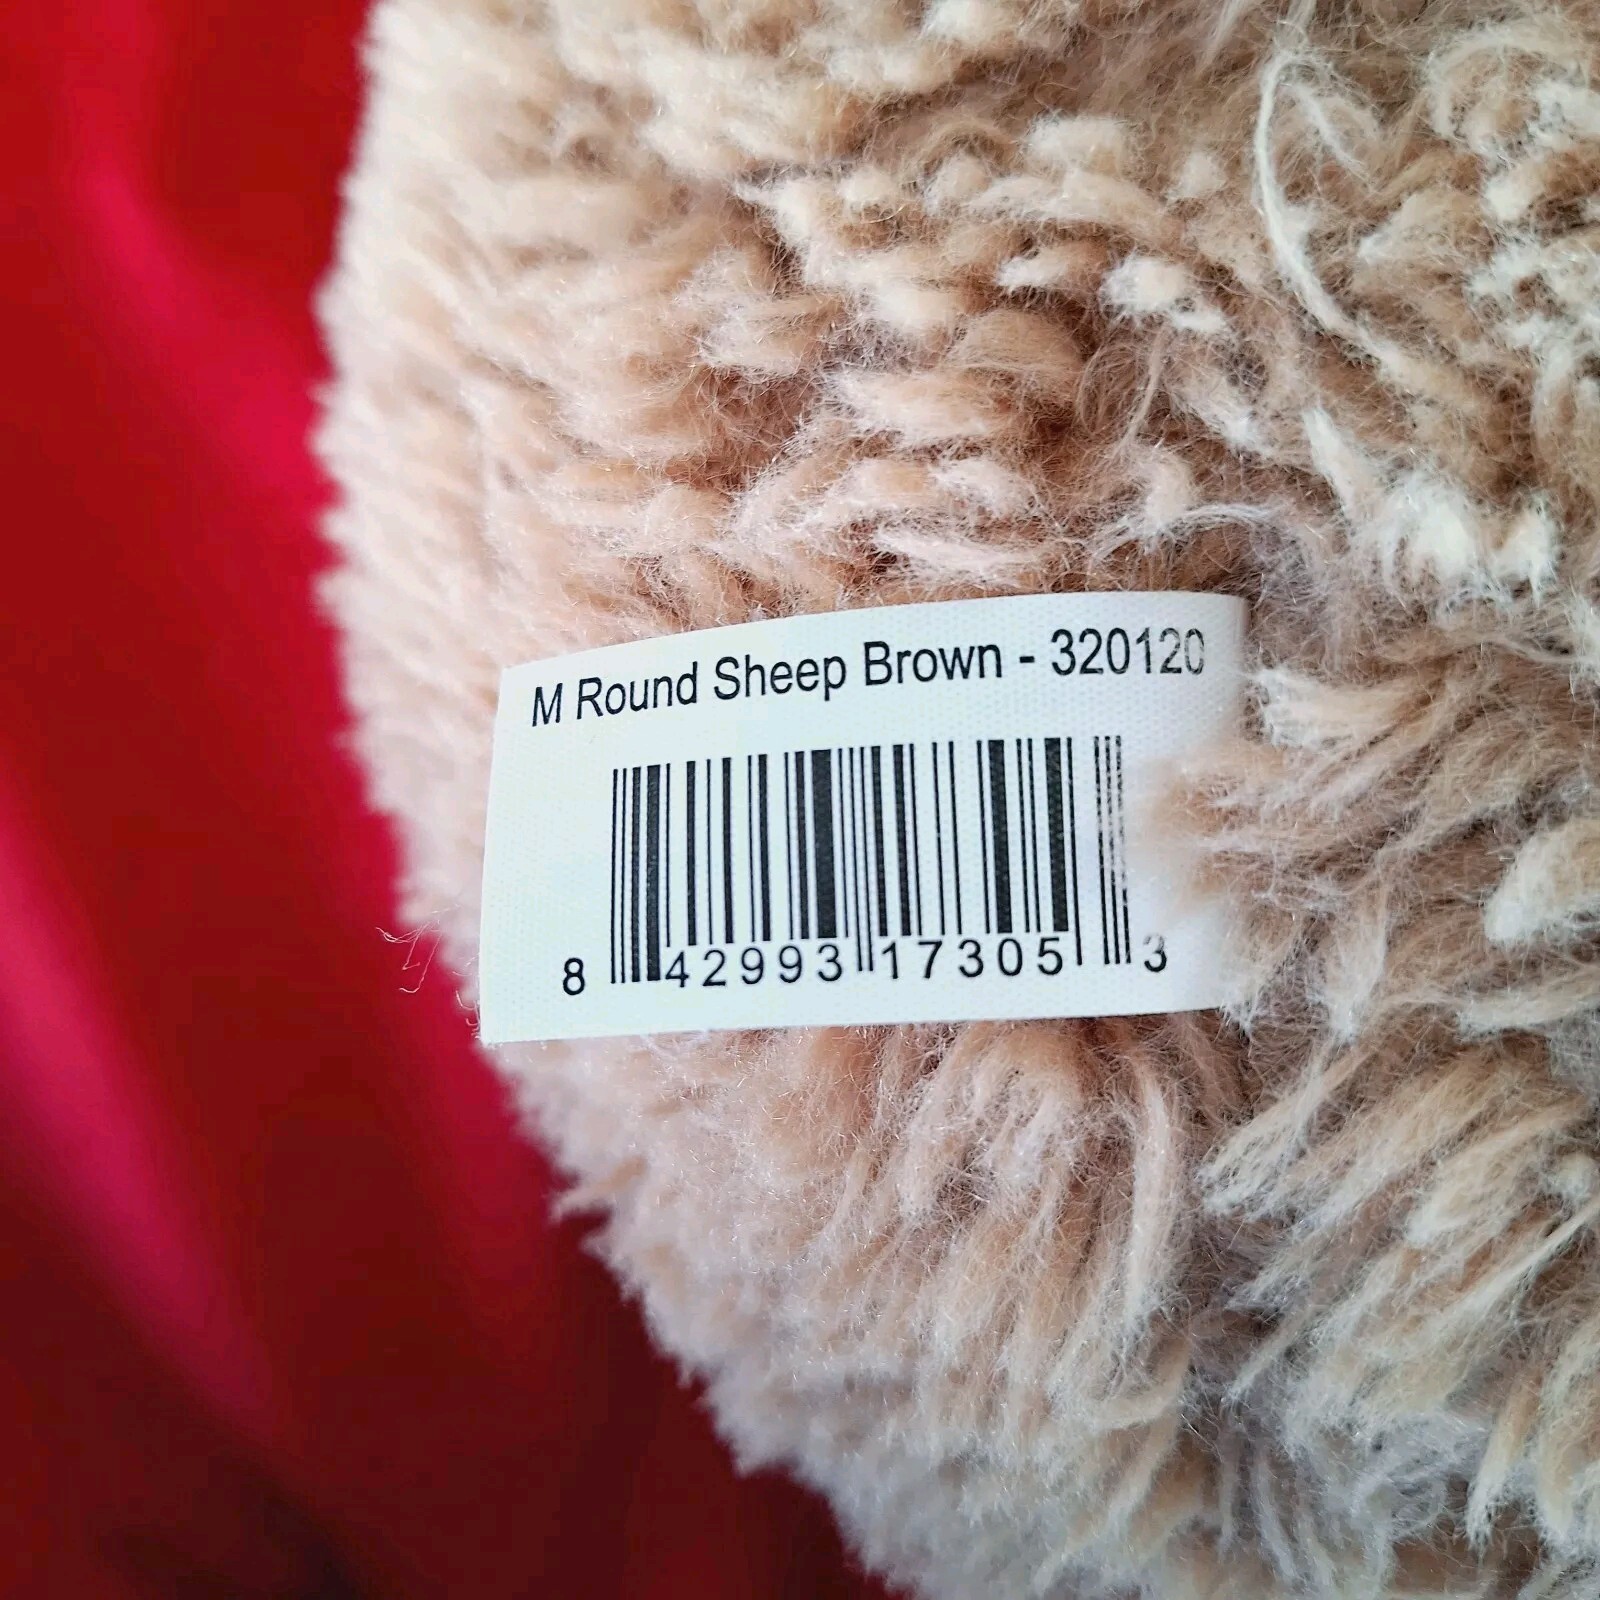 M Round Sheep Brown - 320120
8 42993 17305 3